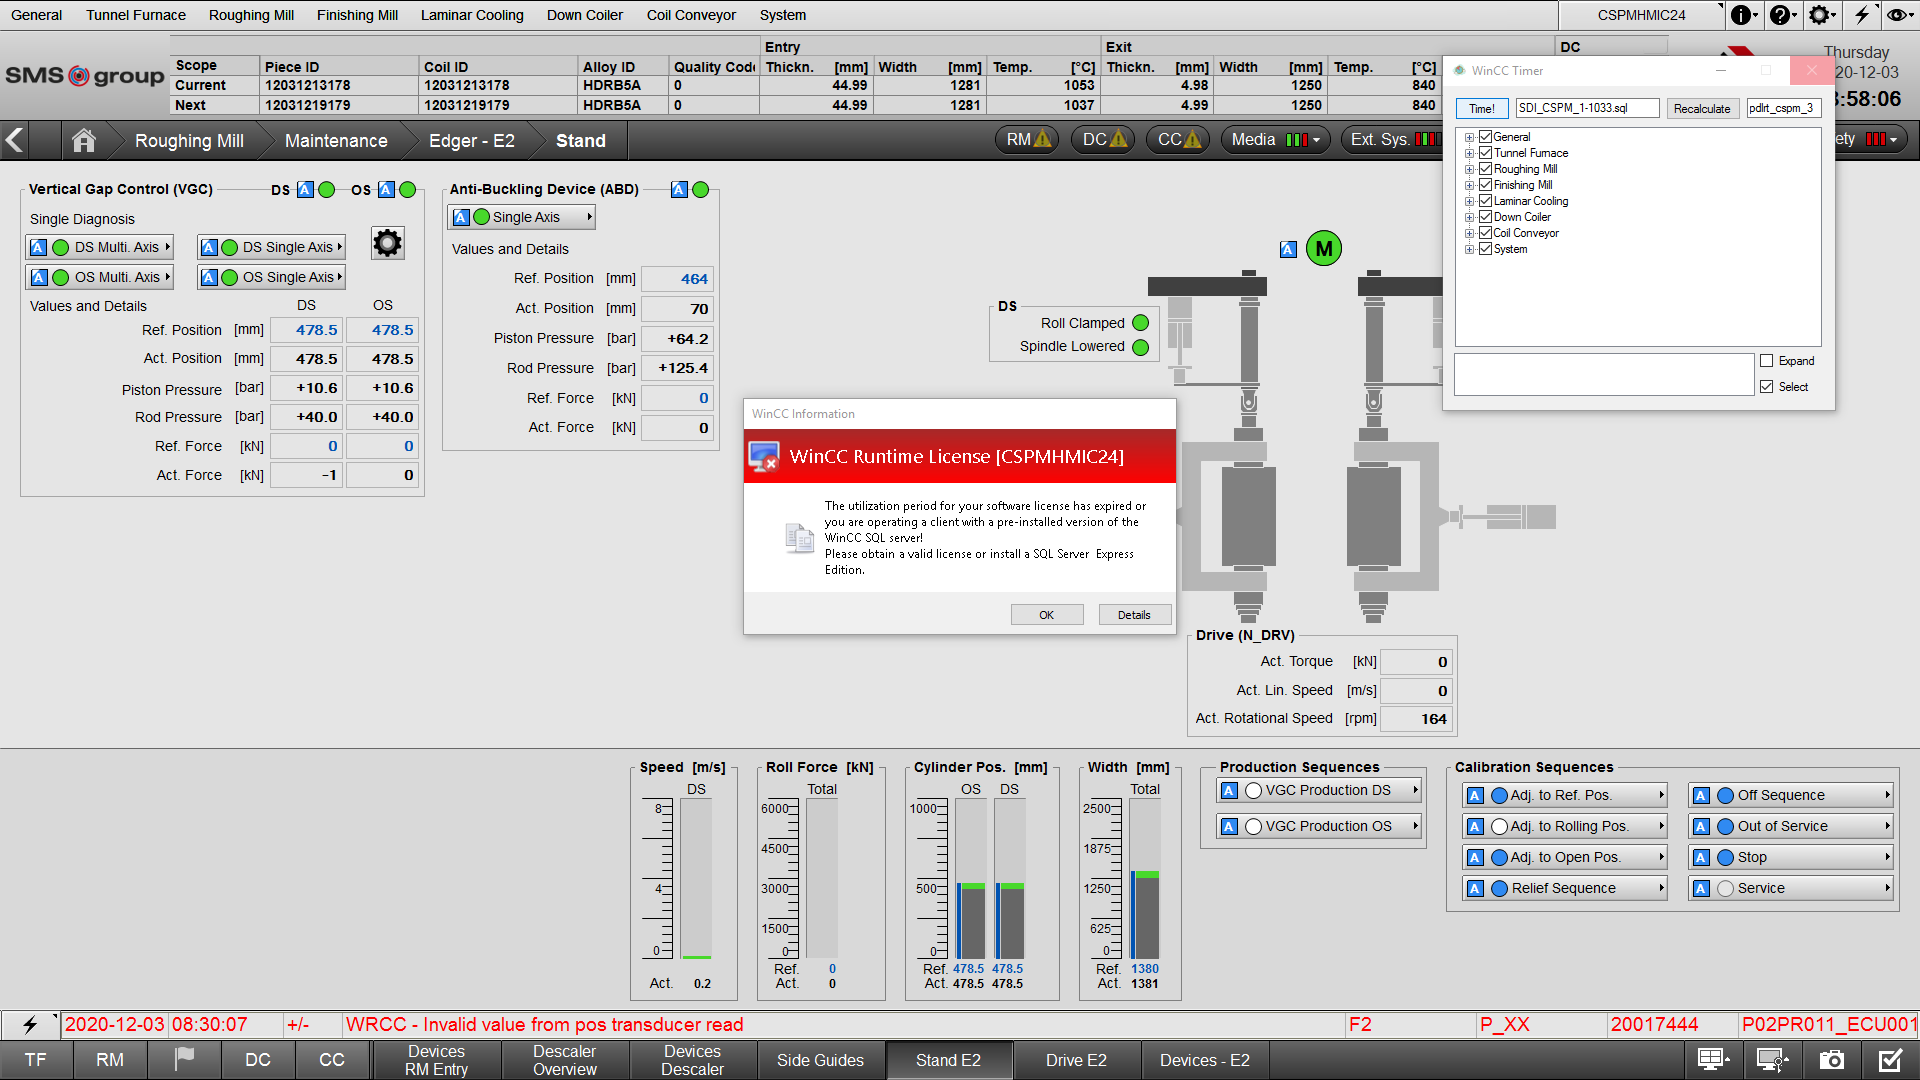 General Tunnel Furnace Roughing Mill Finishing Mill Laminar Cooling Down Coiler Coil Conveyor System CSPMHMIC24
SMS group
Entry Exit DC
Scope Piece ID Coil ID Alloy ID Quality Thickn. [mm] Width [mm] Temp. [°C] Thickn. [mm] Width [mm] Temp. [°C]
Current 12031213178 12031213178 HDRB5A 0 44.99 1281 1053 4.98 1250 840
Next 12031219179 12031219179 HDRB5A 0 44.99 1281 1037 4.99 1250 840
Thursday
20-12-03
:58:06
Roughing Mill Maintenance Edger - E2 Stand
RM DC CC Media Ext. Sys. ety
WinCC Timer
Time! SDI_CSPM_1-1033.sql Recalculate pdlrt_cspm_3
General
Tunnel Furnace
Roughing Mill
Finishing Mill
Laminar Cooling
Down Coiler
Coil Conveyor
System
Expand
Select
Vertical Gap Control (VGC) DS A OS A
Single Diagnosis
A DS Multi. Axis A DS Single Axis
A OS Multi. Axis A OS Single Axis
Values and Details DS OS
Ref. Position [mm] 478.5 478.5
Act. Position [mm] 478.5 478.5
Piston Pressure [bar] +10.6 +10.6
Rod Pressure [bar] +40.0 +40.0
Ref. Force [kN] 0 0
Act. Force [kN] -1 0
Anti-Buckling Device (ABD) A
A Single Axis
Values and Details
Ref. Position [mm] 464
Act. Position [mm] 70
Piston Pressure [bar] +64.2
Rod Pressure [bar] +125.4
Ref. Force [kN] 0
Act. Force [kN] 0
A M
DS
Roll Clamped
Spindle Lowered
WinCC Information
WinCC Runtime License [CSPMHMIC24]
The utilization period for your software license has expired or
you are operating a client with a pre-installed version of the
WinCC SQL server!
Please obtain a valid license or install a SQL Server Express
Edition.
OK Details
Drive (N_DRV)
Act. Torque [kN] 0
Act. Lin. Speed [m/s] 0
Act. Rotational Speed [rpm] 164
Speed [m/s]
DS
8
4
0
Act. 0.2
Roll Force [kN]
Total
6000
4500
3000
1500
0
Ref. 0
Act. 0
Cylinder Pos. [mm]
OS DS
1000
500
0
Ref. 478.5 478.5
Act. 478.5 478.5
Width [mm]
Total
2500
1875
1250
625
0
Ref. 1380
Act. 1381
Production Sequences
A VGC Production DS
A VGC Production OS
Calibration Sequences
A Adj. to Ref. Pos. A Off Sequence
A Adj. to Rolling Pos. A Out of Service
A Adj. to Open Pos. A Stop
A Relief Sequence A Service
2020-12-03 08:30:07 +/- WRCC - Invalid value from pos transducer read F2 P_XX 20017444 P02PR011_ECU001
TF RM DC CC Devices RM Entry Descaler Overview Devices Descaler Side Guides Stand E2 Drive E2 Devices - E2